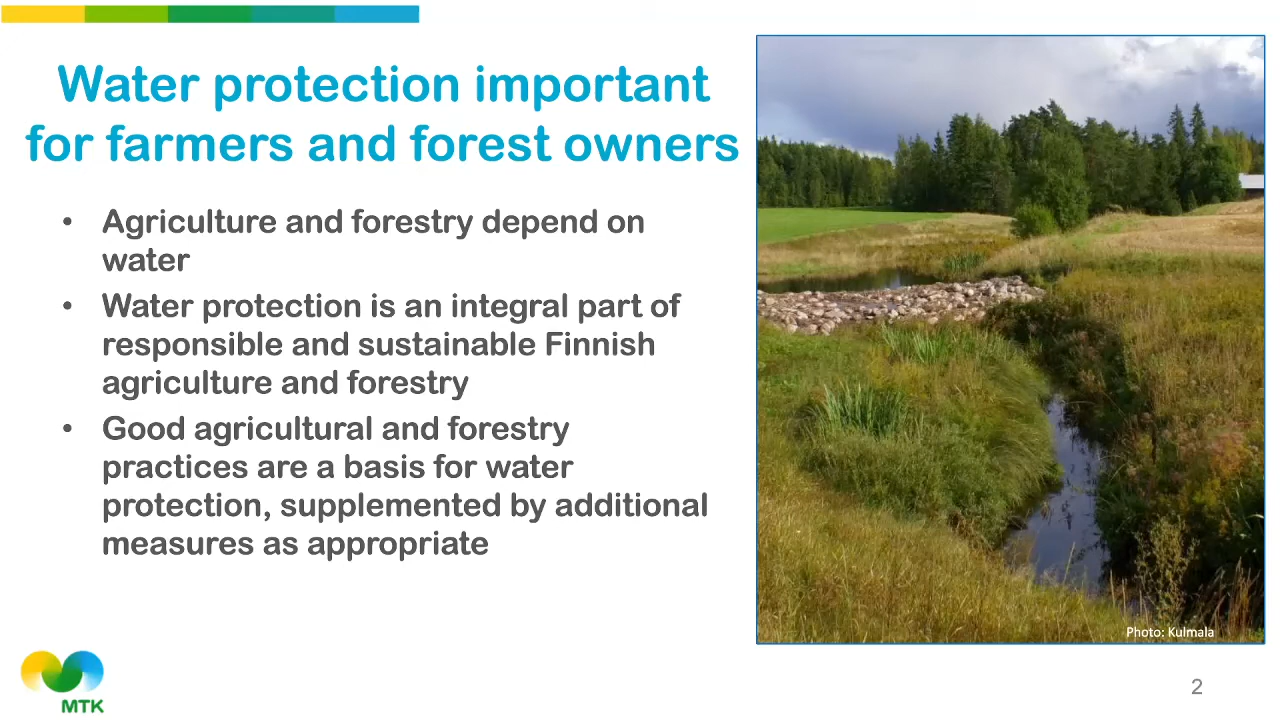 Water protection important
for farmers and forest owners
• Agriculture and forestry depend on
water
• Water protection is an integral part of
responsible and sustainable Finnish
agriculture and forestry
• Good agricultural and forestry
practices are a basis for water
protection, supplemented by additional
measures as appropriate
Photo: Kulmala
MTK
2